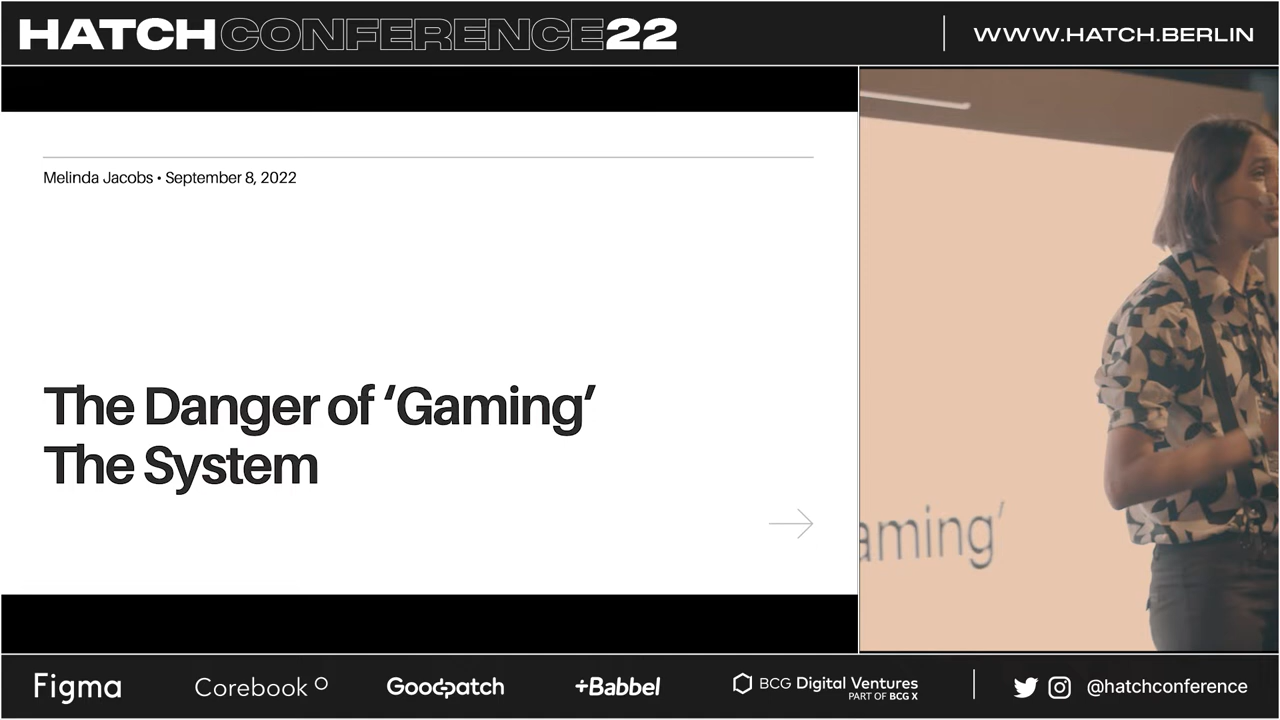 HATCHCONFERENCE22
WWW.HATCH.BERLIN
Melinda Jacobs • September 8, 2022
The Danger of ‘Gaming’
The System
aming’
Figma
Corebook
Goodpatch
+Babbel
BCG Digital Ventures
PART OF BCG X
@hatchconference